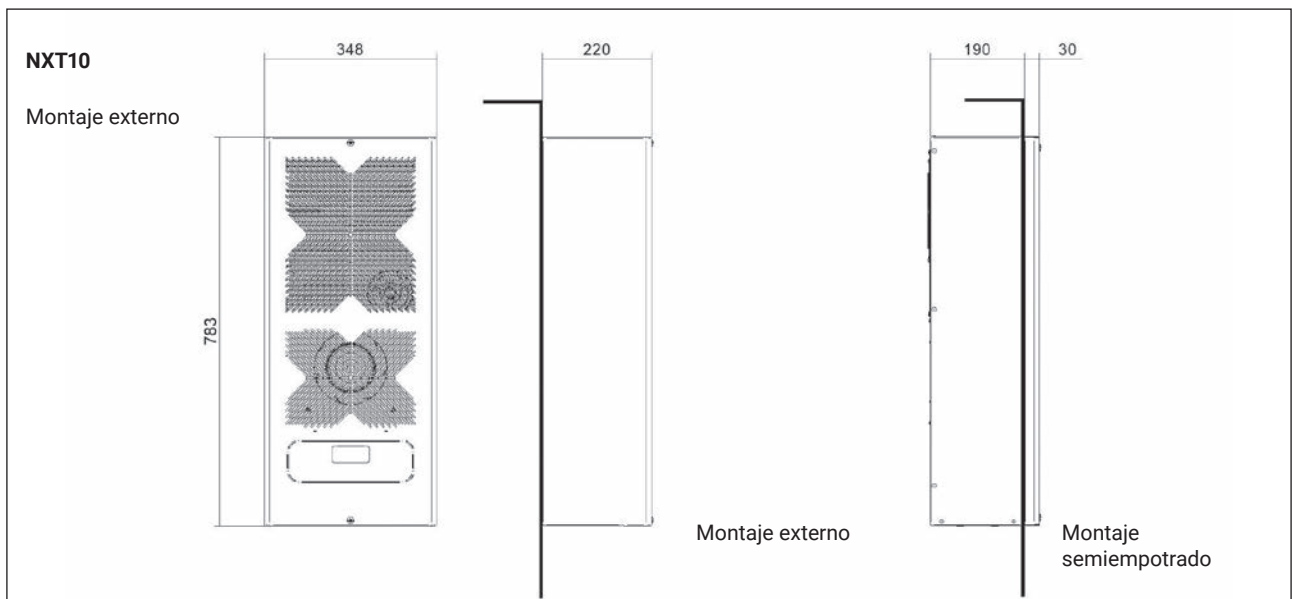 NXT10
Montaje externo
348
220
190
30
783
Montaje externo
Montaje
semiempotrado